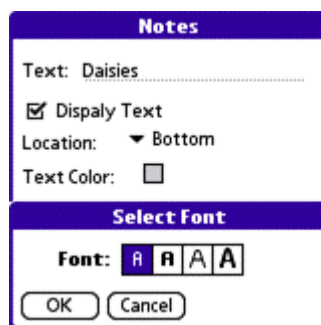 Notes
Text: Daisies
Dispaly Text
Location: Bottom
Text Color:
Select Font
Font: A A A A
OK Cancel